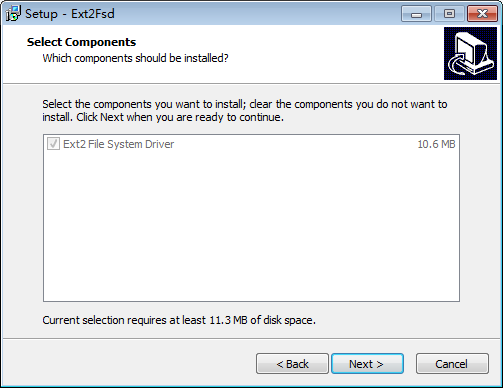 Setup - Ext2Fsd
Select Components
Which components should be installed?
Select the components you want to install; clear the components you do not want to
install. Click Next when you are ready to continue.
Ext2 File System Driver 10.6 MB
Current selection requires at least 11.3 MB of disk space.
< Back Next > Cancel